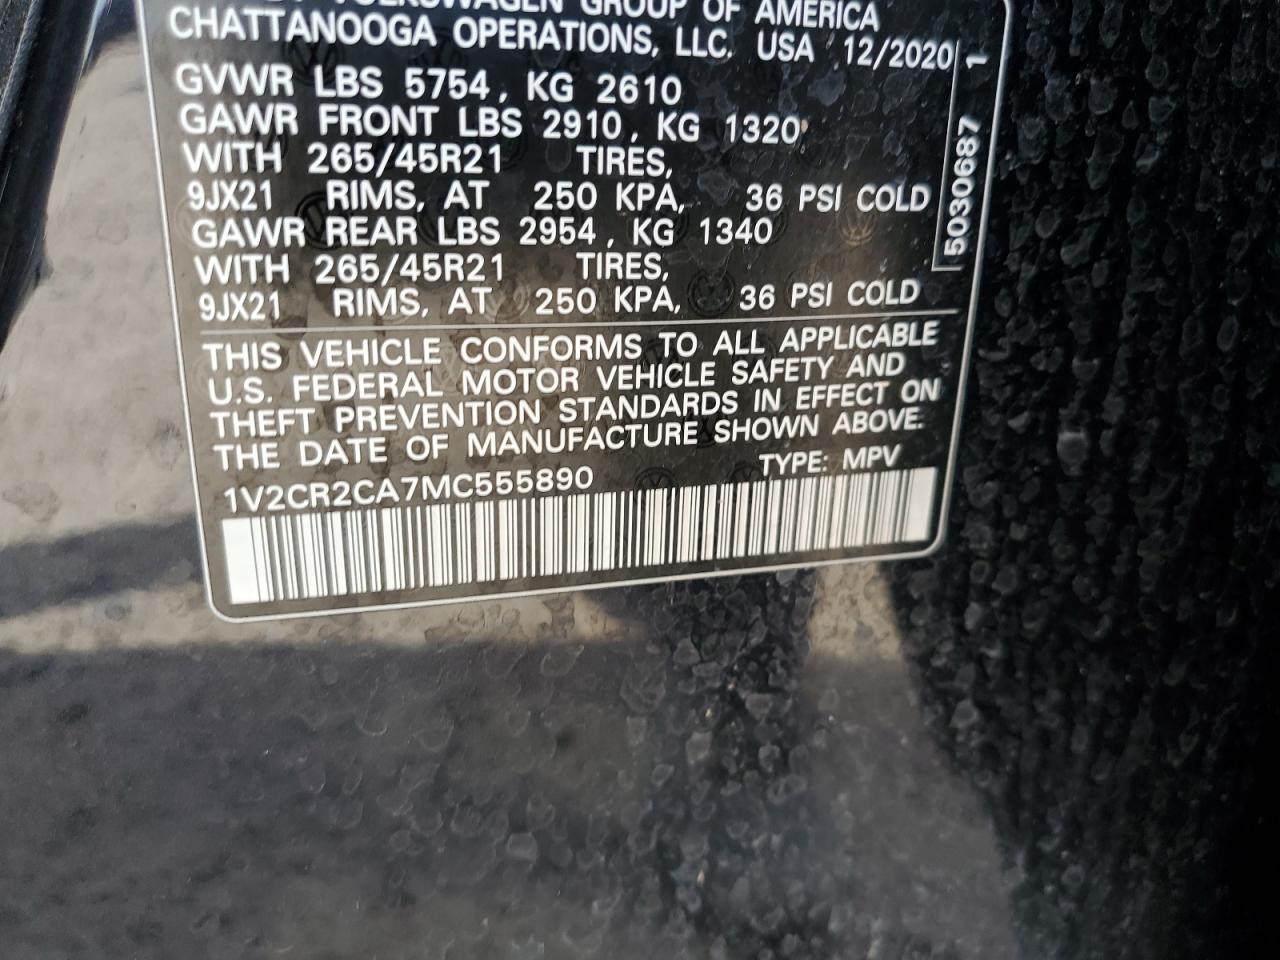 VOLKSWAGEN GROUP OF AMERICA
CHATTANOOGA OPERATIONS, LLC. USA 12/2020
GVWR LBS 5754, KG 2610
GAWR FRONT LBS 2910, KG 1320,
WITH 265/45R21 TIRES,
9JX21 RIMS, AT 250 KPA, 36 PSI COLD
GAWR REAR LBS 2954, KG 1340
WITH 265/45R21 TIRES,
9JX21 RIMS, AT 250 KPA, 36 PSI COLD
5030687 1
THIS VEHICLE CONFORMS TO ALL APPLICABLE
U.S. FEDERAL MOTOR VEHICLE SAFETY AND
THEFT PREVENTION STANDARDS IN EFFECT ON
THE DATE OF MANUFACTURE SHOWN ABOVE.
1V2CR2CA7MC555890 TYPE: MPV